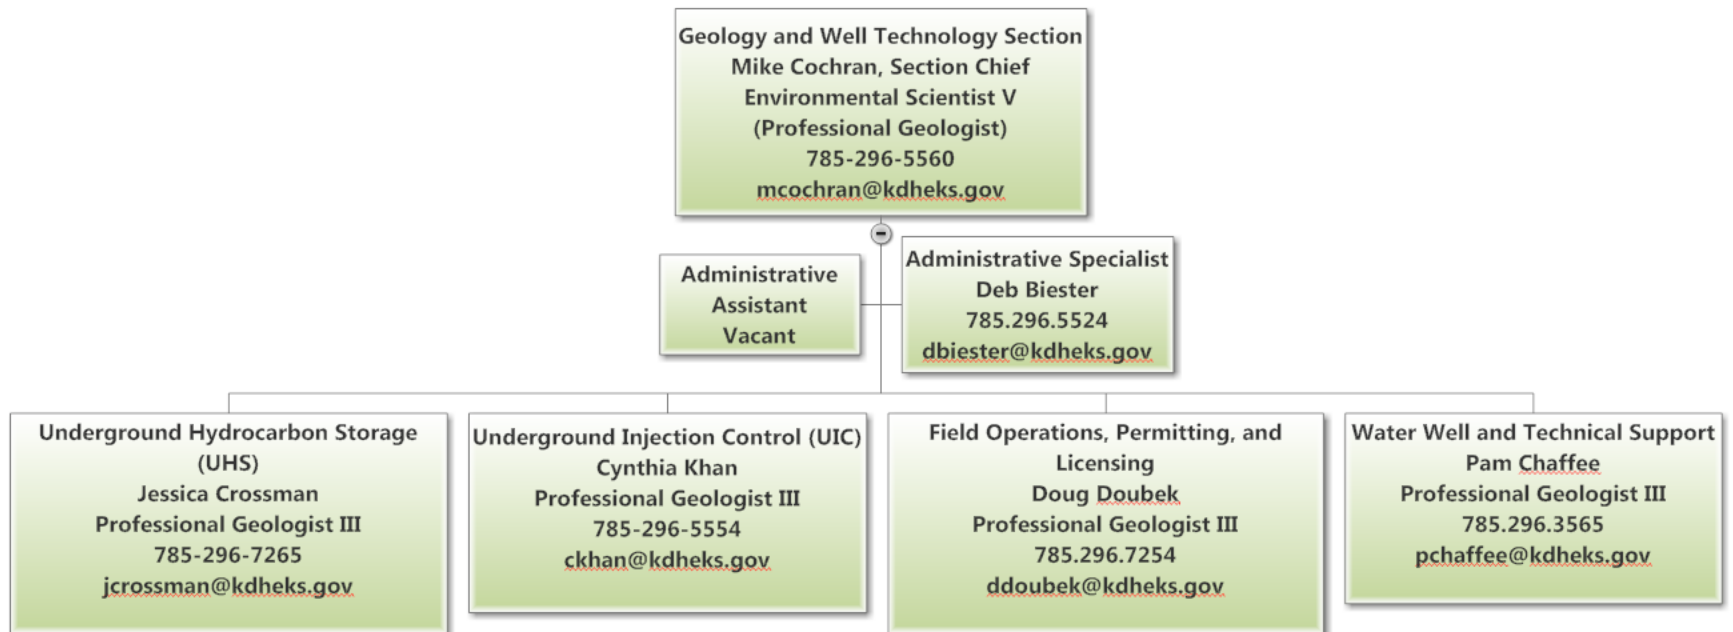 Geology and Well Technology Section
Mike Cochran, Section Chief
Environmental Scientist V
(Professional Geologist)
785-296-5560
mcochran@kdheks.gov
Administrative
Assistant
Vacant
Administrative Specialist
Deb Biester
785.296.5524
dbiester@kdheks.gov
Underground Hydrocarbon Storage
(UHS)
Jessica Crossman
Professional Geologist III
785-296-7265
jcrossman@kdheks.gov
Underground Injection Control (UIC)
Cynthia Khan
Professional Geologist III
785-296-5554
ckhan@kdheks.gov
Field Operations, Permitting, and
Licensing
Doug Doubek
Professional Geologist III
785.296.7254
ddoubek@kdheks.gov
Water Well and Technical Support
Pam Chaffee
Professional Geologist III
785.296.3565
pchaffee@kdheks.gov